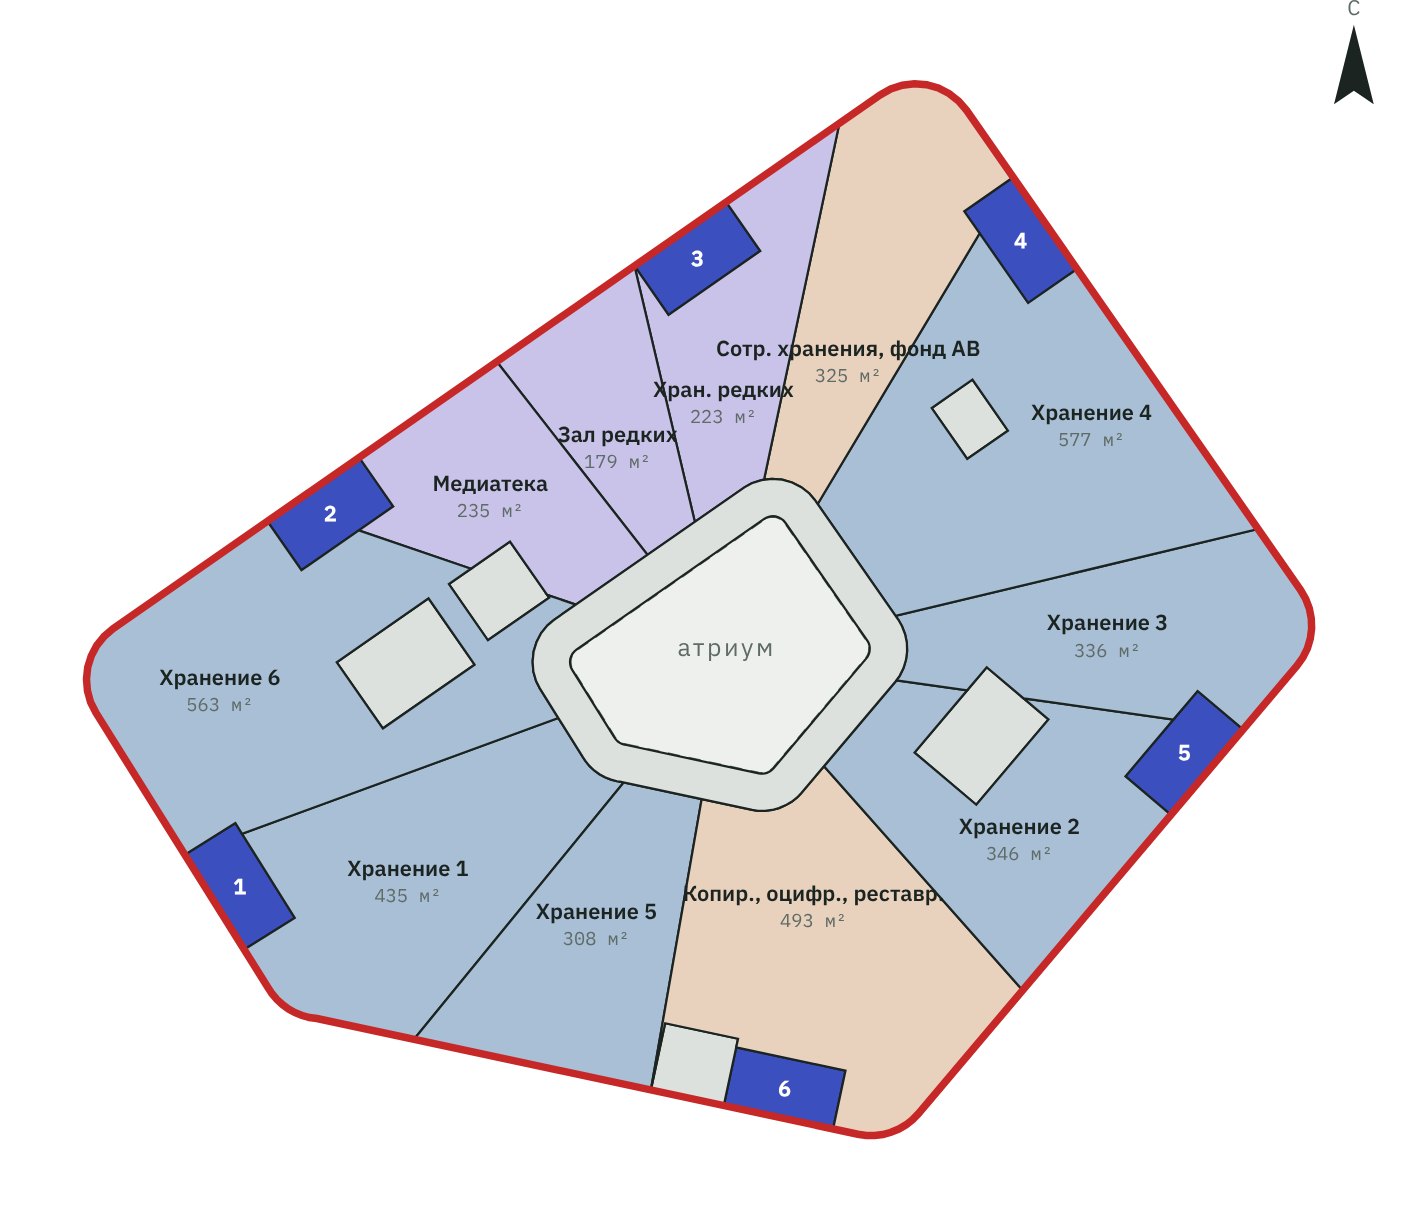 С
3
4
Сотр. хранения, фонд АВ
325 м²
Хран. редких
223 м²
Хранение 4
577 м²
Зал редких
179 м²
Медиатека
235 м²
2
Хранение 3
336 м²
атриум
Хранение 6
563 м²
5
Хранение 2
346 м²
Хранение 1
435 м²
1
Копир., оцифр., реставр.
493 м²
Хранение 5
308 м²
6